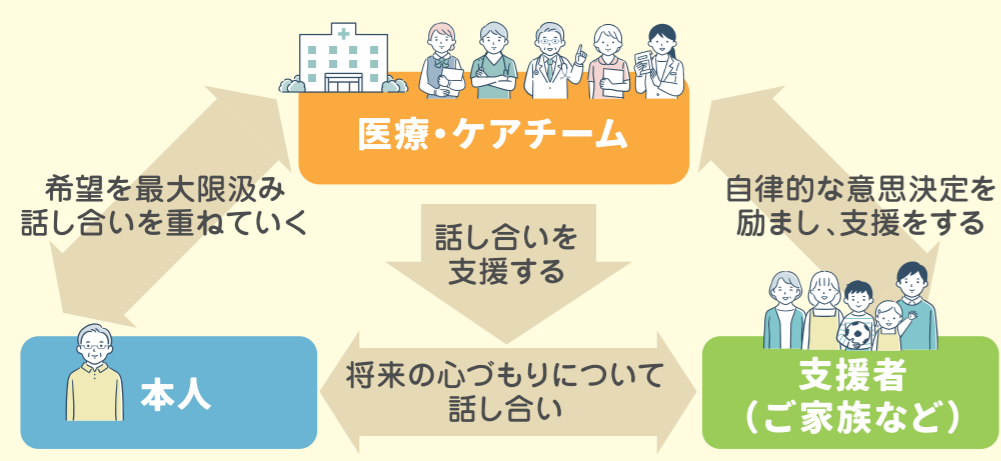 医療・ケアチーム
希望を最大限汲み
話し合いを重ねていく
自律的な意思決定を
励まし、支援をする
話し合いを
支援する
本人
将来の心づもりについて
話し合い
支援者
（ご家族など）